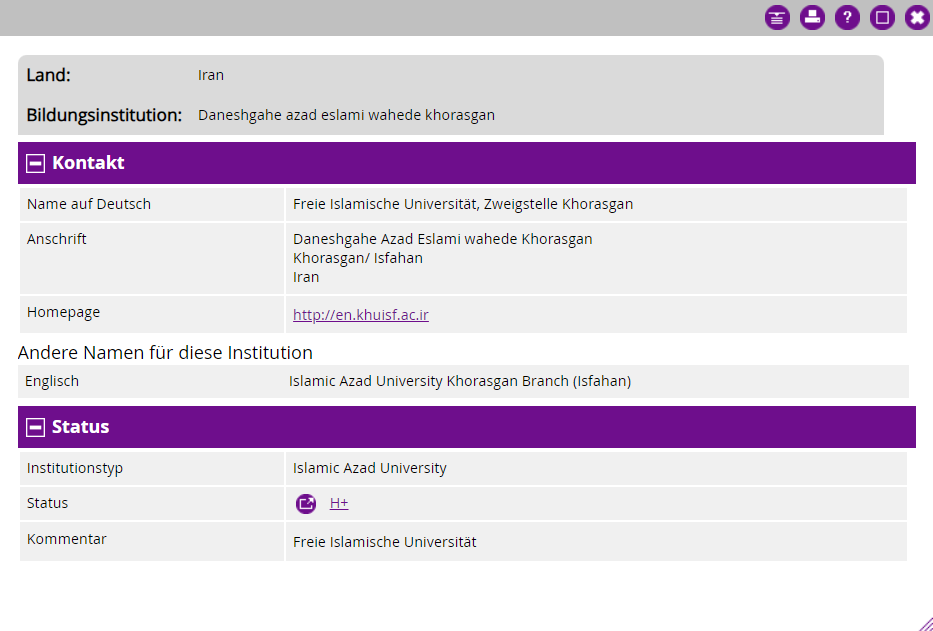 Land: Iran
Bildungsinstitution: Daneshgahe azad eslami wahede khorasgan
Kontakt
Name auf Deutsch Freie Islamische Universität, Zweigstelle Khorasgan
Anschrift Daneshgahe Azad Eslami wahede Khorasgan
Khorasgan/ Isfahan
Iran
Homepage http://en.khuisf.ac.ir
Andere Namen für diese Institution
Englisch Islamic Azad University Khorasgan Branch (Isfahan)
Status
Institutionstyp Islamic Azad University
Status H+
Kommentar Freie Islamische Universität